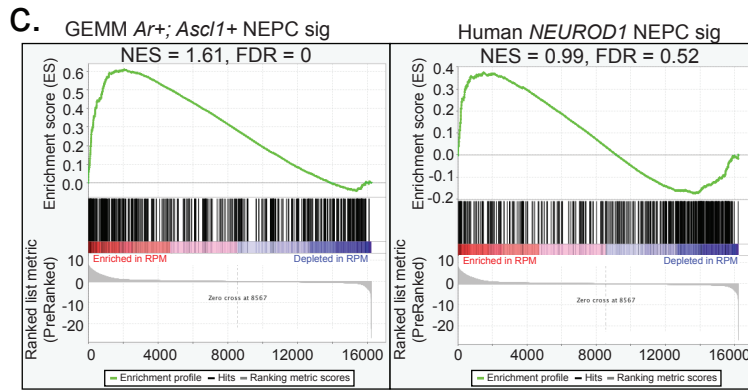 c.
GEMM Ar+; Ascl1+ NEPC sig
NES = 1.61, FDR = 0
Enrichment score (ES)
0.6
0.5
0.4
0.3
0.2
0.1
0.0
Enriched in RPM
Depleted in RPM
Ranked list metric
(PreRanked)
10
0
-10
-20
Zero cross at 8567
0 4000 8000 12000 16000
Enrichment profile Hits Ranking metric scores
Human NEUROD1 NEPC sig
NES = 0.99, FDR = 0.52
Enrichment score (ES)
0.4
0.3
0.2
0.1
-0.0
-0.1
-0.2
Enriched in RPM
Depleted in RPM
Ranked list metric
(PreRanked)
10
0
-10
-20
Zero cross at 8567
0 4000 8000 12000 16000
Enrichment profile Hits Ranking metric scores